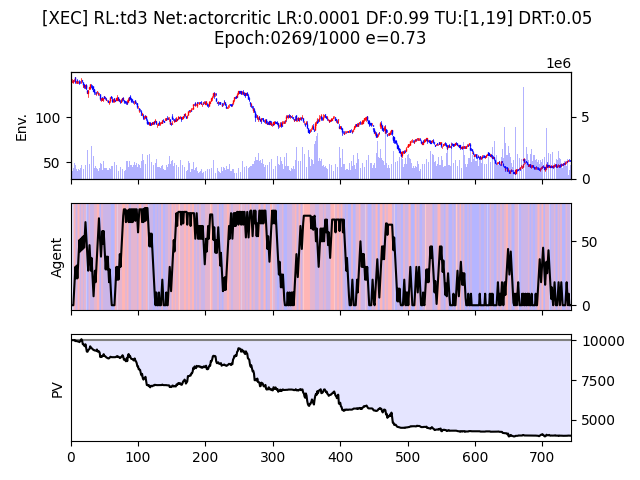 [XEC] RL:td3 Net:actorcritic LR:0.0001 DF:0.99 TU:[1,19] DRT:0.05
Epoch:0269/1000 e=0.73
1e6
Env.
100
50
5
0
Agent
50
0
PV
10000
7500
5000
0 100 200 300 400 500 600 700